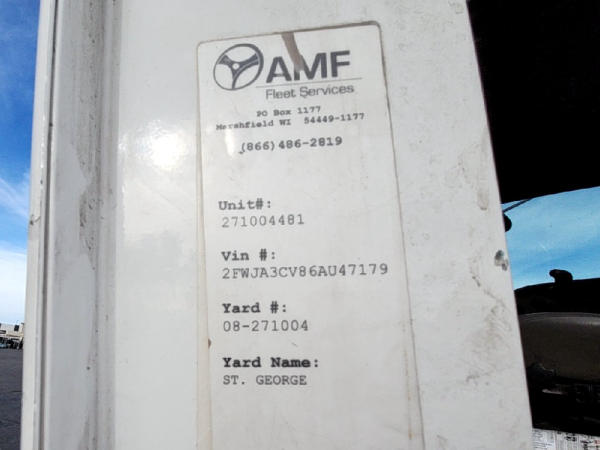 AMF
Fleet Services
PO Box 1177
Marshfield WI 54449-1177
(866)486-2819
Unit#:
271004481
Vin #:
2FWJA3CV86AU47179
Yard #:
08-271004
Yard Name:
ST. GEORGE